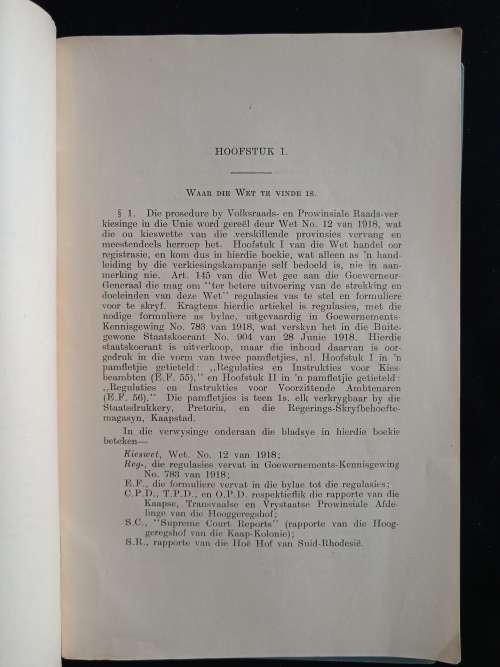 HOOFSTUK I.
WAAR DIE WET TE VINDE IS.
§ 1. Die prosedure by Volksraads- en Prowinsiale Raads-ver-
kiesinge in die Unie word gereël deur Wet No. 12 van 1918, wat
die ou kieswette van die verskillende provinsies vervang en
meestendeels herroep het. Hoofstuk I van die Wet handel oor
registrasie, en kom dus in hierdie boekie, wat alleen as 'n hand-
leiding by die verkiesingskampanje self bedoeld is, nie in aan-
merking nie. Art. 145 van die Wet gee aan die Goewerneur-
Generaal die mag om "ter betere uitvoering van de strekking en
doeleinden van deze Wet" regulasies vas te stel en formuliere
voor te skryf. Kragtens hierdie artiekel is regulasies, met die
nodige formuliere as bylae, uitgevaardig in Goewernements-
Kennisgewing No. 783 van 1918, wat verskyn het in die Buite-
gewone Staatskoerant No. 904 van 28 Junie 1918. Hierdie
staatskoerant is uitverkoop, maar die inhoud daarvan is oor-
gedruk in die vorm van twee pamfletjies, nl. Hoofstuk I in 'n
pamfletjie getieteld: ,,Regulaties en Instrukties voor Kies-
beambten (E.F. 55)," en Hoofstuk II in 'n pamfletjie getieteld:
,,Regulaties en Instrukties voor Voorzittende Ambtenaren
(E.F. 56)." Die pamfletjies is teen 1s. elk verkrygbaar by die
Staatsdrukkery, Pretoria, en die Regerings-Skryfbehoefte-
magasyn, Kaapstad.
In die verwysinge onderaan die bladsye in hierdie boekie
beteken—
Kieswet, Wet. No. 12 van 1918;
Reg., die regulasies vervat in Goewernements-Kennisgewing
No. 783 van 1918;
E.F., die formuliere vervat in die bylae tot die regulasies;
C.P.D., T.P.D., en O.P.D. respektieflik die rapporte van die
Kaapse, Transvaalse en Vrystaatse Prowinsiale Afde-
linge van die Hooggeregshof;
S.C., "Supreme Court Reports" (rapporte van die Hoog-
geregshof van die Kaap-Kolonie);
S.R., rapporte van die Hoë Hof van Suid-Rhodesië.